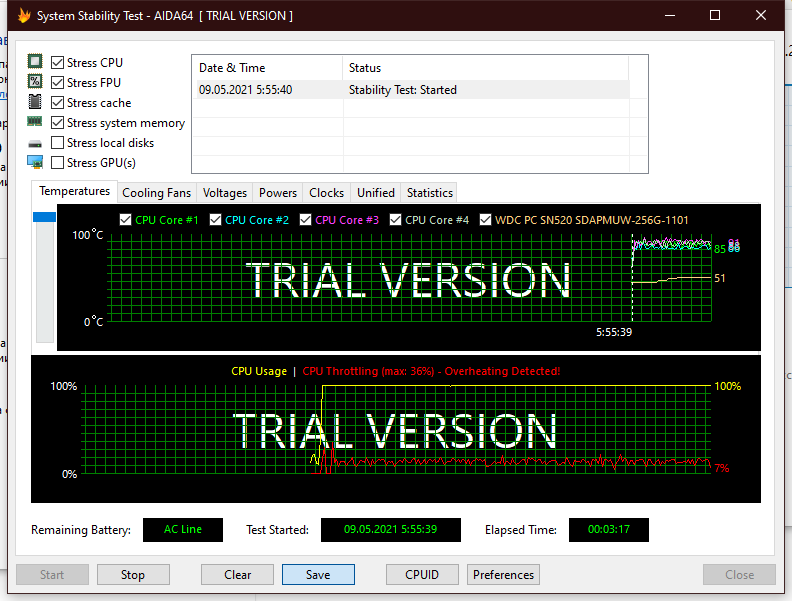 System Stability Test - AIDA64 [ TRIAL VERSION ]
Stress CPU
Stress FPU
Stress cache
Stress system memory
Stress local disks
Stress GPU(s)
Date & Time Status
09.05.2021 5:55:40 Stability Test: Started
Temperatures Cooling Fans Voltages Powers Clocks Unified Statistics
CPU Core #1 CPU Core #2 CPU Core #3 CPU Core #4 WDC PC SN520 SDAPMUW-256G-1101
100°C
85
TRIAL VERSION
51
0°C
5:55:39
CPU Usage | CPU Throttling (max: 36%) - Overheating Detected!
100% 100%
TRIAL VERSION
0% 7%
Remaining Battery: AC Line Test Started: 09.05.2021 5:55:39 Elapsed Time: 00:03:17
Start Stop Clear Save CPUID Preferences Close